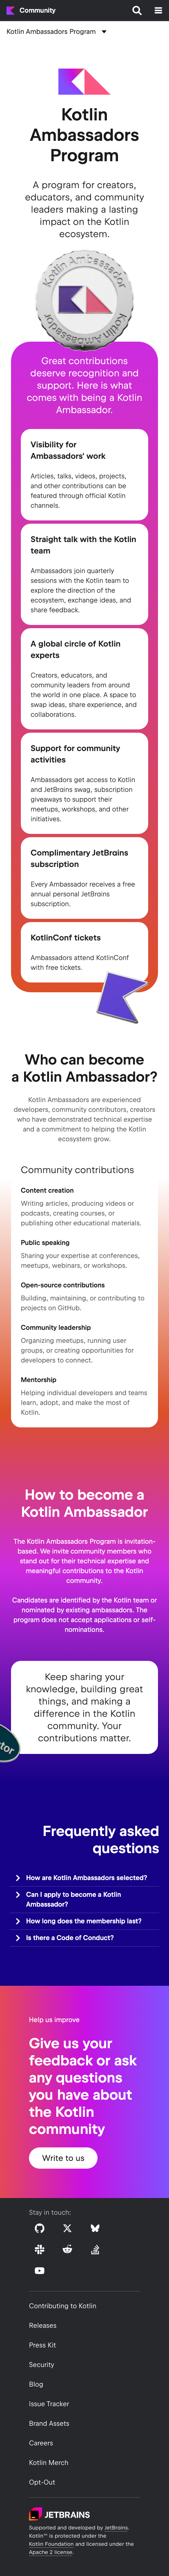 Community
Kotlin Ambassadors Program
Kotlin
Ambassadors
Program
A program for creators,
educators, and community
leaders making a lasting
impact on the Kotlin
ecosystem.
Kotlin Ambassador
Kotlin Ambassador
Great contributions
deserve recognition and
support. Here is what
comes with being a Kotlin
Ambassador.
Visibility for
Ambassadors' work
Articles, talks, videos, projects,
and other contributions can be
featured through official Kotlin
channels.
Straight talk with the Kotlin
team
Ambassadors join quarterly
sessions with the Kotlin team to
explore the direction of the
ecosystem, exchange ideas, and
share feedback.
A global circle of Kotlin
experts
Creators, educators, and
community leaders from around
the world in one place. A space to
swap ideas, share experience, and
collaborations.
Support for community
activities
Ambassadors get access to Kotlin
and JetBrains swag, subscription
giveaways to support their
meetups, workshops, and other
initiatives.
Complimentary JetBrains
subscription
Every Ambassador receives a free
annual personal JetBrains
subscription.
KotlinConf tickets
Ambassadors attend KotlinConf
with free tickets.
Who can become
a Kotlin Ambassador?
Kotlin Ambassadors are experienced
developers, community contributors, creators
who have demonstrated technical expertise
and a commitment to helping the Kotlin
ecosystem grow.
Community contributions
Content creation
Writing articles, producing videos or
podcasts, creating courses, or
publishing other educational materials.
Public speaking
Sharing your expertise at conferences,
meetups, webinars, or workshops.
Open-source contributions
Building, maintaining, or contributing to
projects on GitHub.
Community leadership
Organizing meetups, running user
groups, or creating opportunities for
developers to connect.
Mentorship
Helping individual developers and teams
learn, adopt, and make the most of
Kotlin.
How to become a
Kotlin Ambassador
The Kotlin Ambassadors Program is invitation-
based. We invite community members who
stand out for their technical expertise and
meaningful contributions to the Kotlin
community.
Candidates are identified by the Kotlin team or
nominated by existing ambassadors. The
program does not accept applications or self-
nominations.
Keep sharing your
knowledge, building great
things, and making a
difference in the Kotlin
community. Your
contributions matter.
tor
Frequently asked
questions
How are Kotlin Ambassadors selected?
Can I apply to become a Kotlin
Ambassador?
How long does the membership last?
Is there a Code of Conduct?
Help us improve
Give us your
feedback or ask
any questions
you have about
the Kotlin
community
Write to us
Stay in touch:
Contributing to Kotlin
Releases
Press Kit
Security
Blog
Issue Tracker
Brand Assets
Careers
Kotlin Merch
Opt-Out
JETBRAINS
Supported and developed by JetBrains.
Kotlin™ is protected under the
Kotlin Foundation and licensed under the
Apache 2 license.